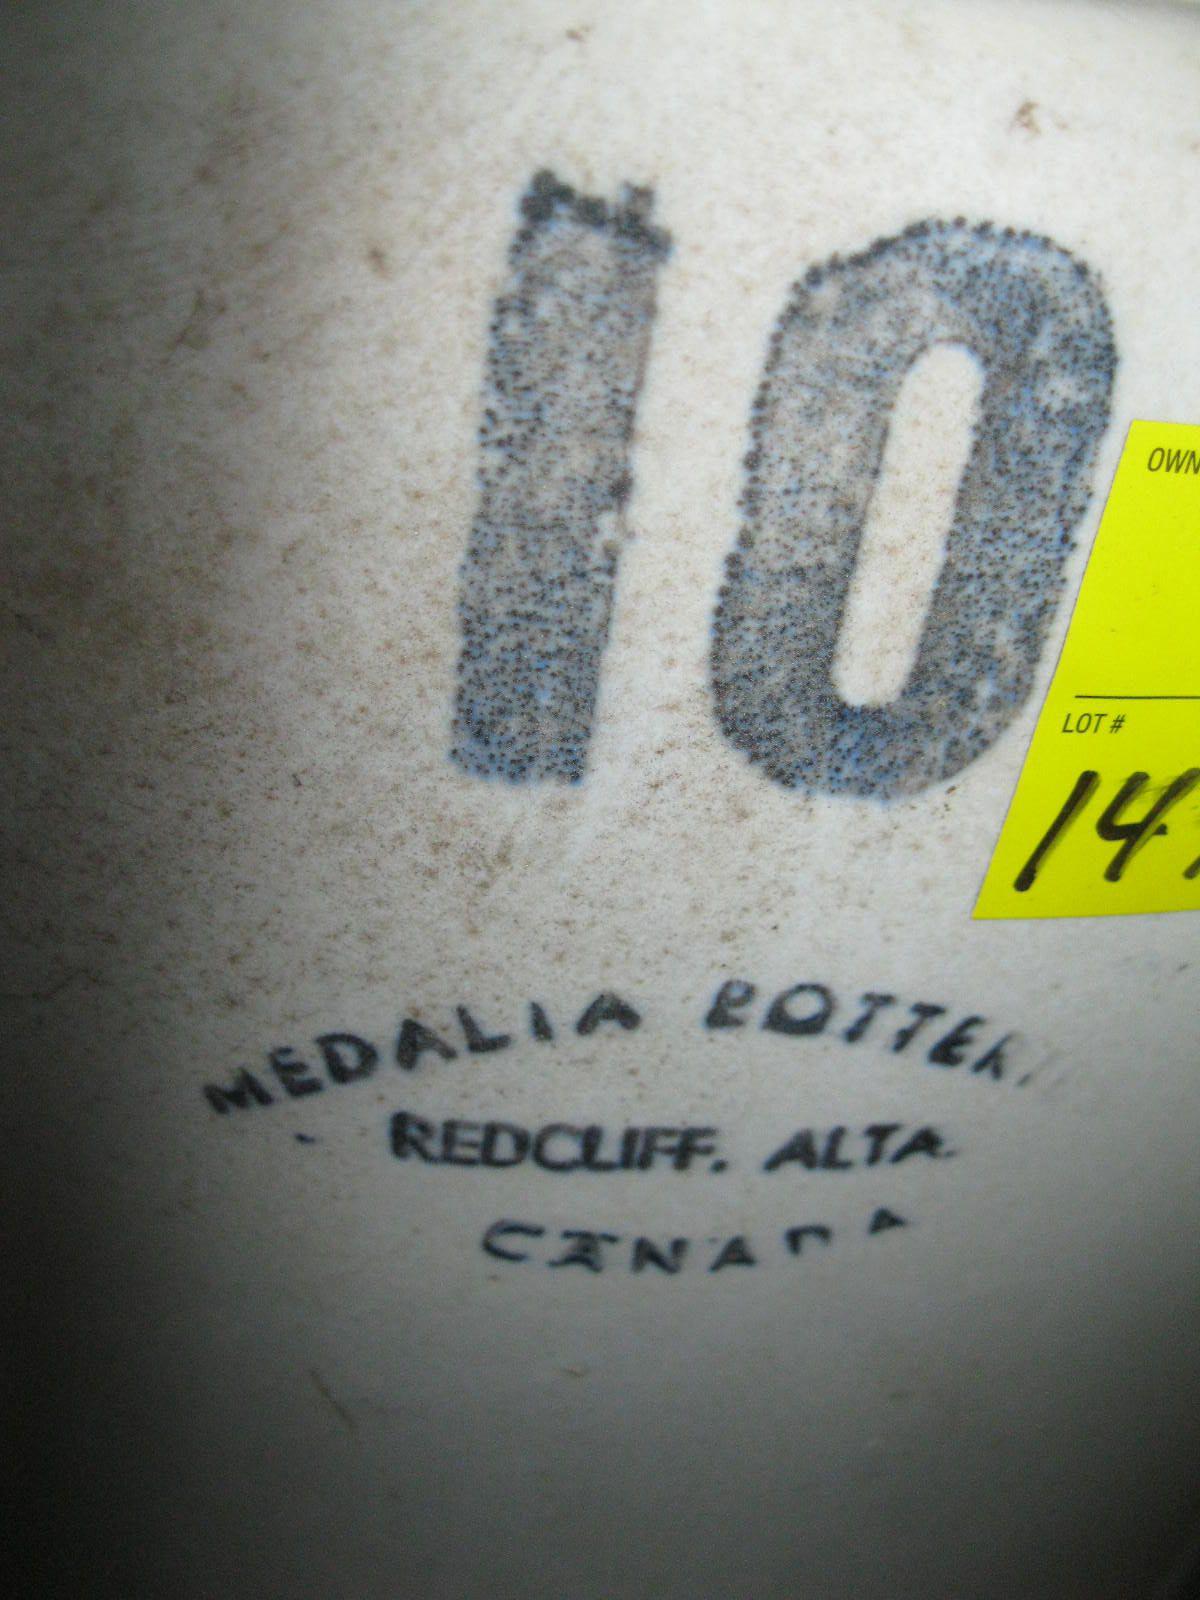 10
OWN
LOT #
14
MEDALIA POTTER
REDCLIFF. ALTA.
CANADA